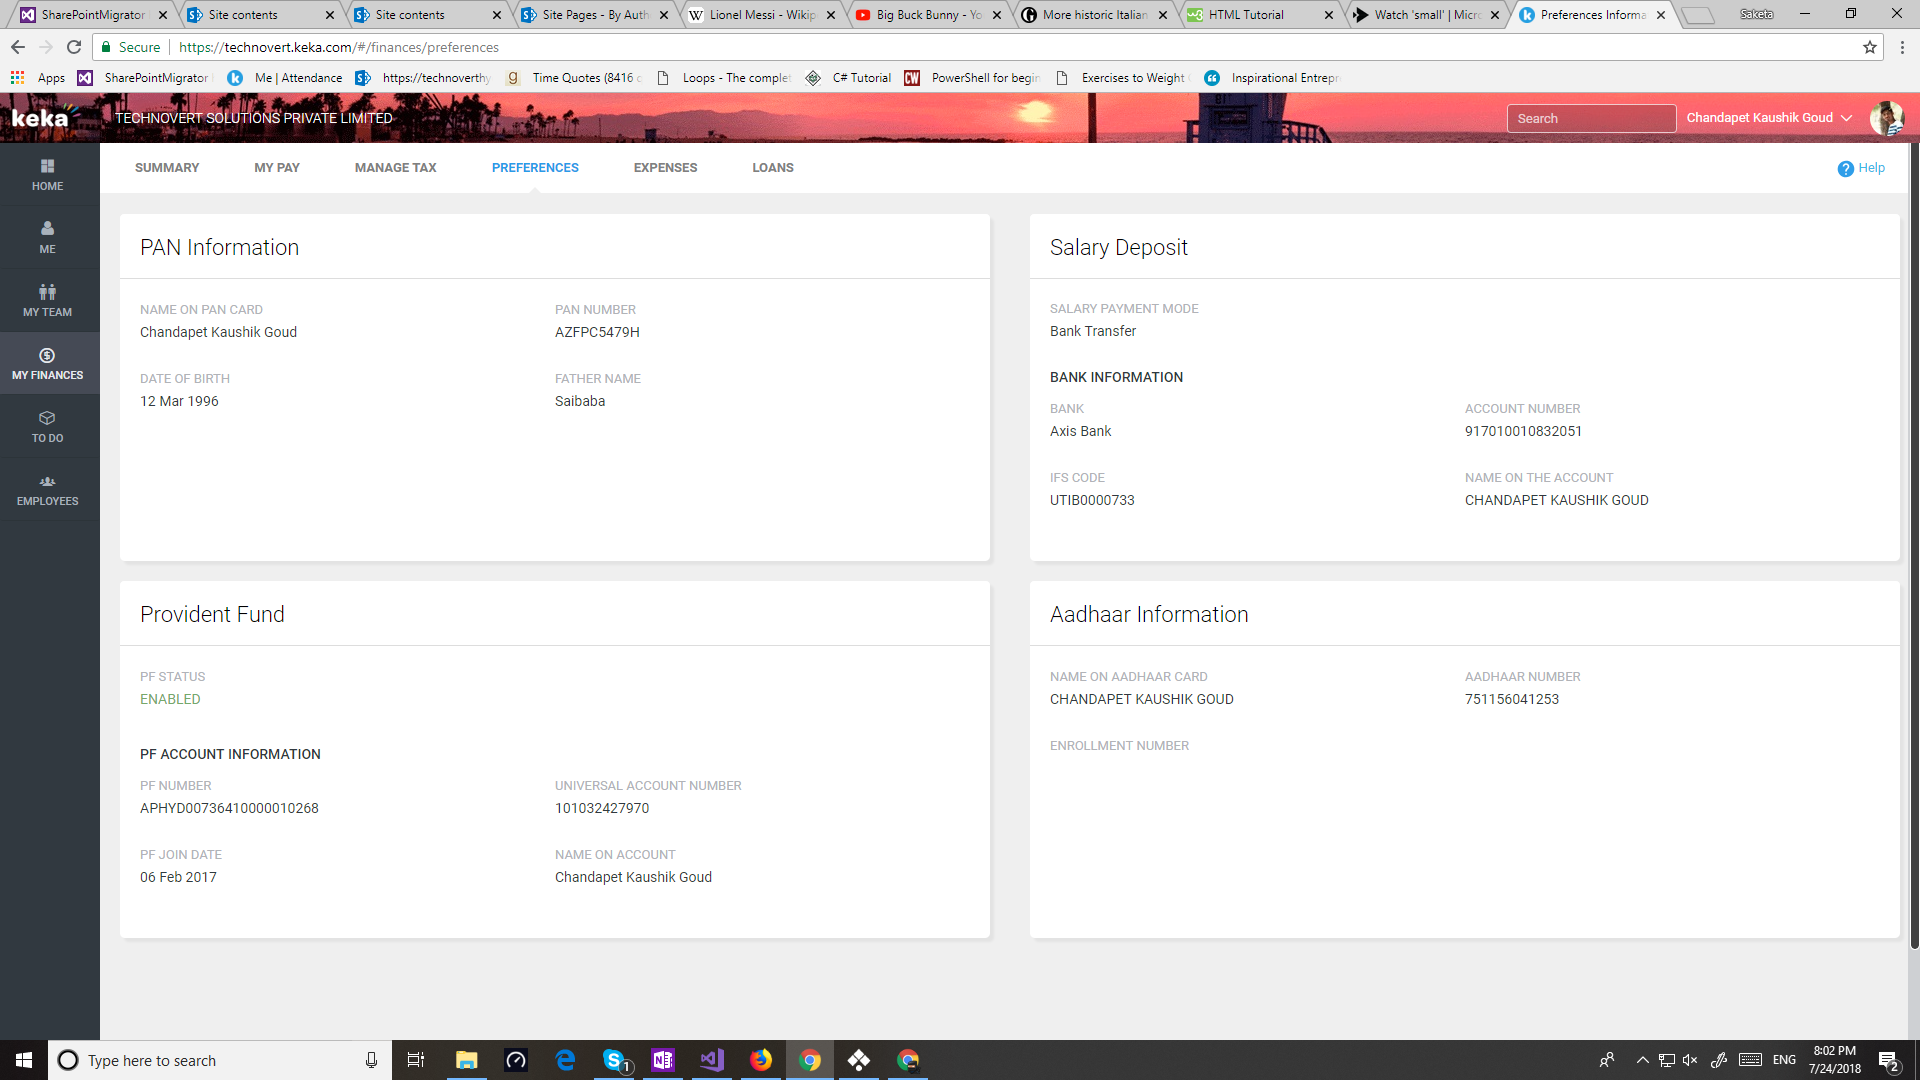 SharePointMigrator
Site contents
Site contents
Site Pages - By Auth
Lionel Messi - Wikip
Big Buck Bunny - Yo
More historic Italian
HTML Tutorial
Watch 'small' | Micr
Preferences Informa
Saketa
Secure
https://technovert.keka.com/#/finances/preferences
Apps
SharePointMigrator
Me | Attendance
https://technoverthy
Time Quotes (8416 q
Loops - The complet
C# Tutorial
PowerShell for begin
Exercises to Weight
Inspirational Entrepr
keka
TECHNOVERT SOLUTIONS PRIVATE LIMITED
Search
Chandapet Kaushik Goud
SUMMARY
MY PAY
MANAGE TAX
PREFERENCES
EXPENSES
LOANS
Help
HOME
ME
MY TEAM
MY FINANCES
TO DO
EMPLOYEES
PAN Information
NAME ON PAN CARD
PAN NUMBER
Chandapet Kaushik Goud
AZFPC5479H
DATE OF BIRTH
FATHER NAME
12 Mar 1996
Saibaba
Salary Deposit
SALARY PAYMENT MODE
Bank Transfer
BANK INFORMATION
BANK
ACCOUNT NUMBER
Axis Bank
917010010832051
IFS CODE
NAME ON THE ACCOUNT
UTIB0000733
CHANDAPET KAUSHIK GOUD
Provident Fund
PF STATUS
ENABLED
PF ACCOUNT INFORMATION
PF NUMBER
UNIVERSAL ACCOUNT NUMBER
APHYD00736410000010268
101032427970
PF JOIN DATE
NAME ON ACCOUNT
06 Feb 2017
Chandapet Kaushik Goud
Aadhaar Information
NAME ON AADHAAR CARD
AADHAAR NUMBER
CHANDAPET KAUSHIK GOUD
751156041253
ENROLLMENT NUMBER
Type here to search
1
ENG
8:02 PM
7/24/2018
2